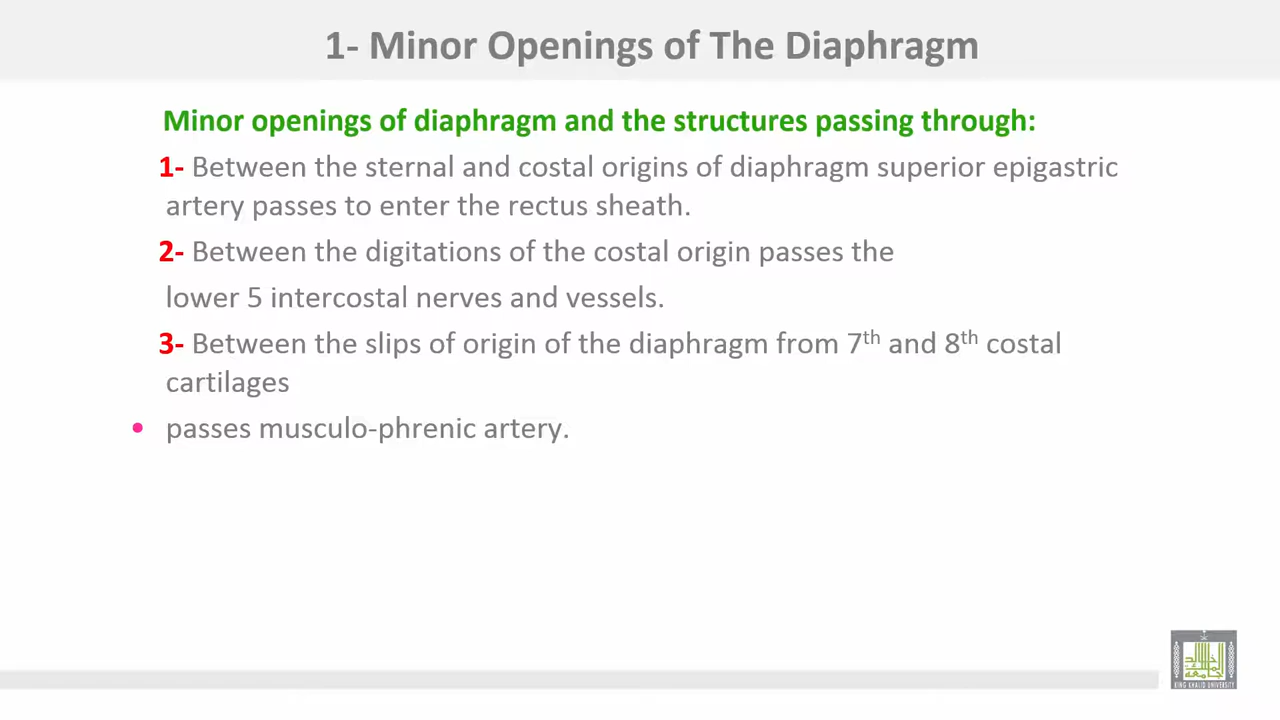 1- Minor Openings of The Diaphragm
Minor openings of diaphragm and the structures passing through:
1- Between the sternal and costal origins of diaphragm superior epigastric
artery passes to enter the rectus sheath.
2- Between the digitations of the costal origin passes the
lower 5 intercostal nerves and vessels.
3- Between the slips of origin of the diaphragm from 7th and 8th costal
cartilages
• passes musculo-phrenic artery.
KING KHALID UNIVERSITY